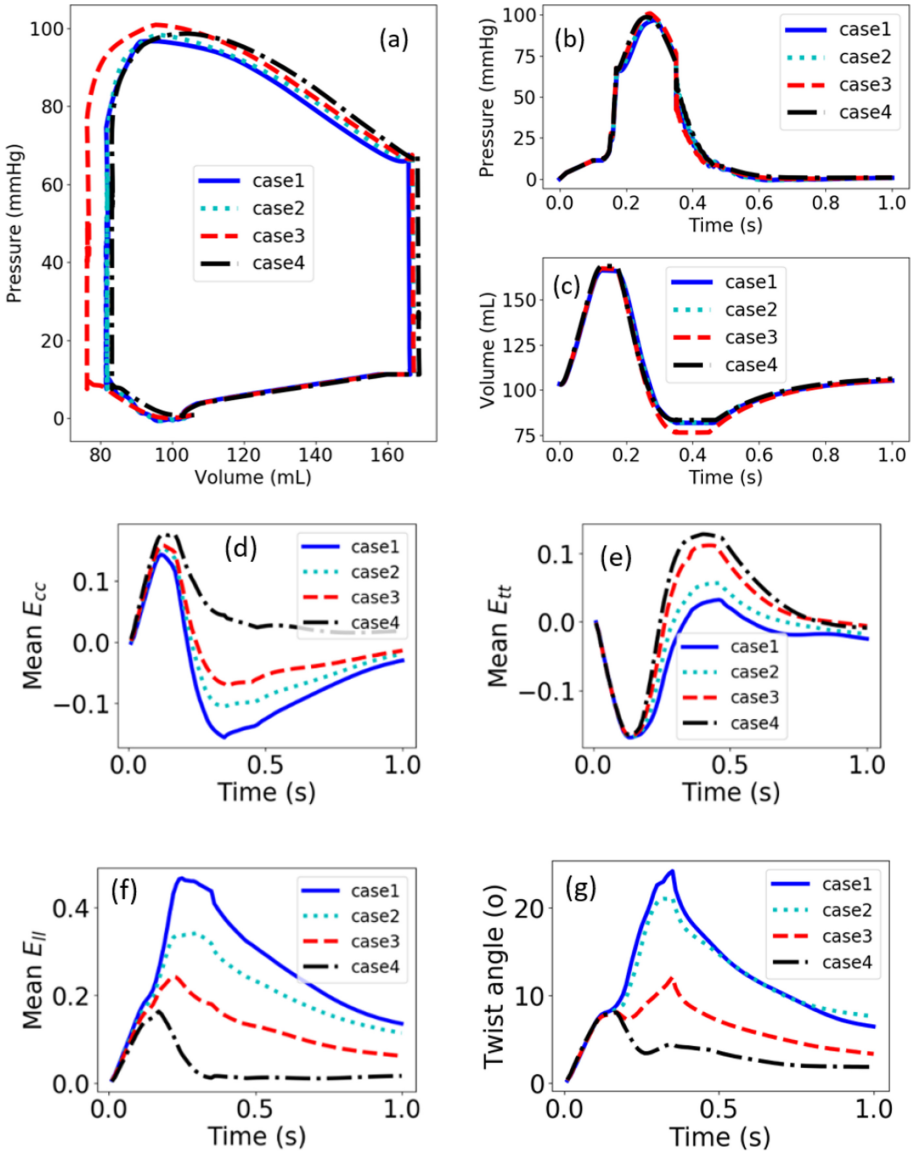 (a)
100
80
60
40
20
0
Pressure (mmHg)
case1
case2
case3
case4
80 100 120 140 160
Volume (mL)
(b)
100
75
50
25
0
Pressure (mmHg)
case1
case2
case3
case4
0.0 0.2 0.4 0.6 0.8 1.0
Time (s)
(c)
150
125
100
75
Volume (mL)
case1
case2
case3
case4
0.0 0.2 0.4 0.6 0.8 1.0
Time (s)
(d)
0.1
0.0
−0.1
Mean Ecc
case1
case2
case3
case4
0.0 0.5 1.0
Time (s)
(e)
0.1
0.0
−0.1
Mean Ett
case1
case2
case3
case4
0.0 0.5 1.0
Time (s)
(f)
0.4
0.2
0.0
Mean Ell
case1
case2
case3
case4
0.0 0.5 1.0
Time (s)
(g)
20
10
0
Twist angle (o)
case1
case2
case3
case4
0.0 0.5 1.0
Time (s)